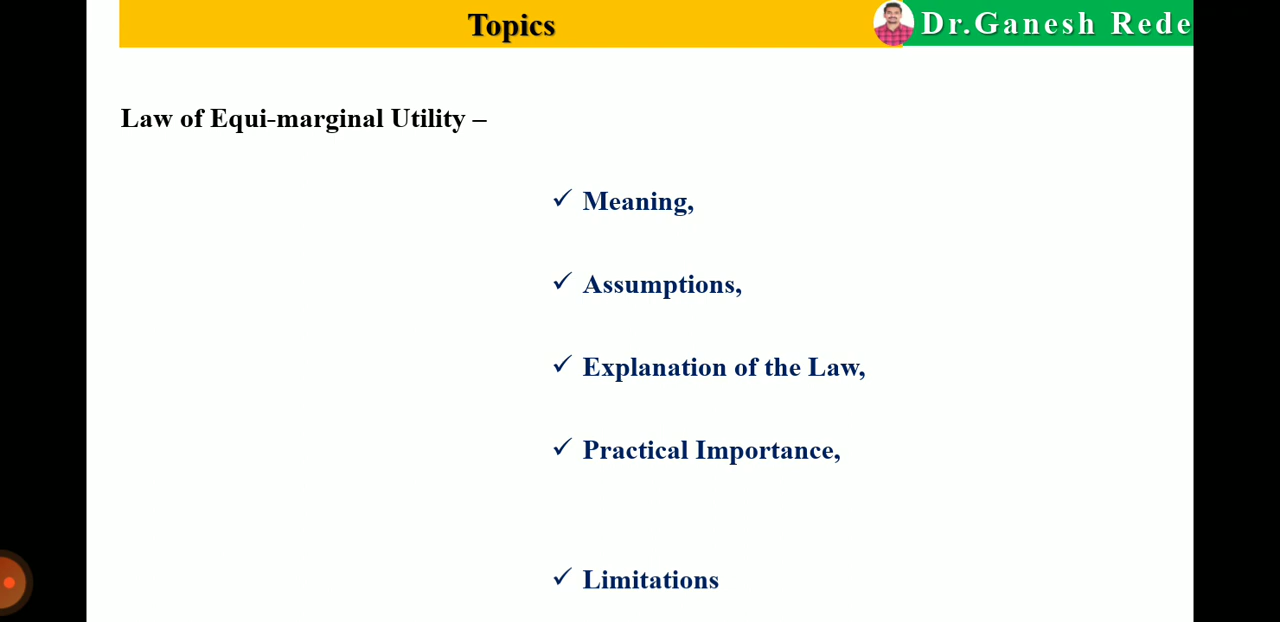 Topics
Dr.Ganesh Rede
Law of Equi-marginal Utility –
✓ Meaning,
✓ Assumptions,
✓ Explanation of the Law,
✓ Practical Importance,
✓ Limitations